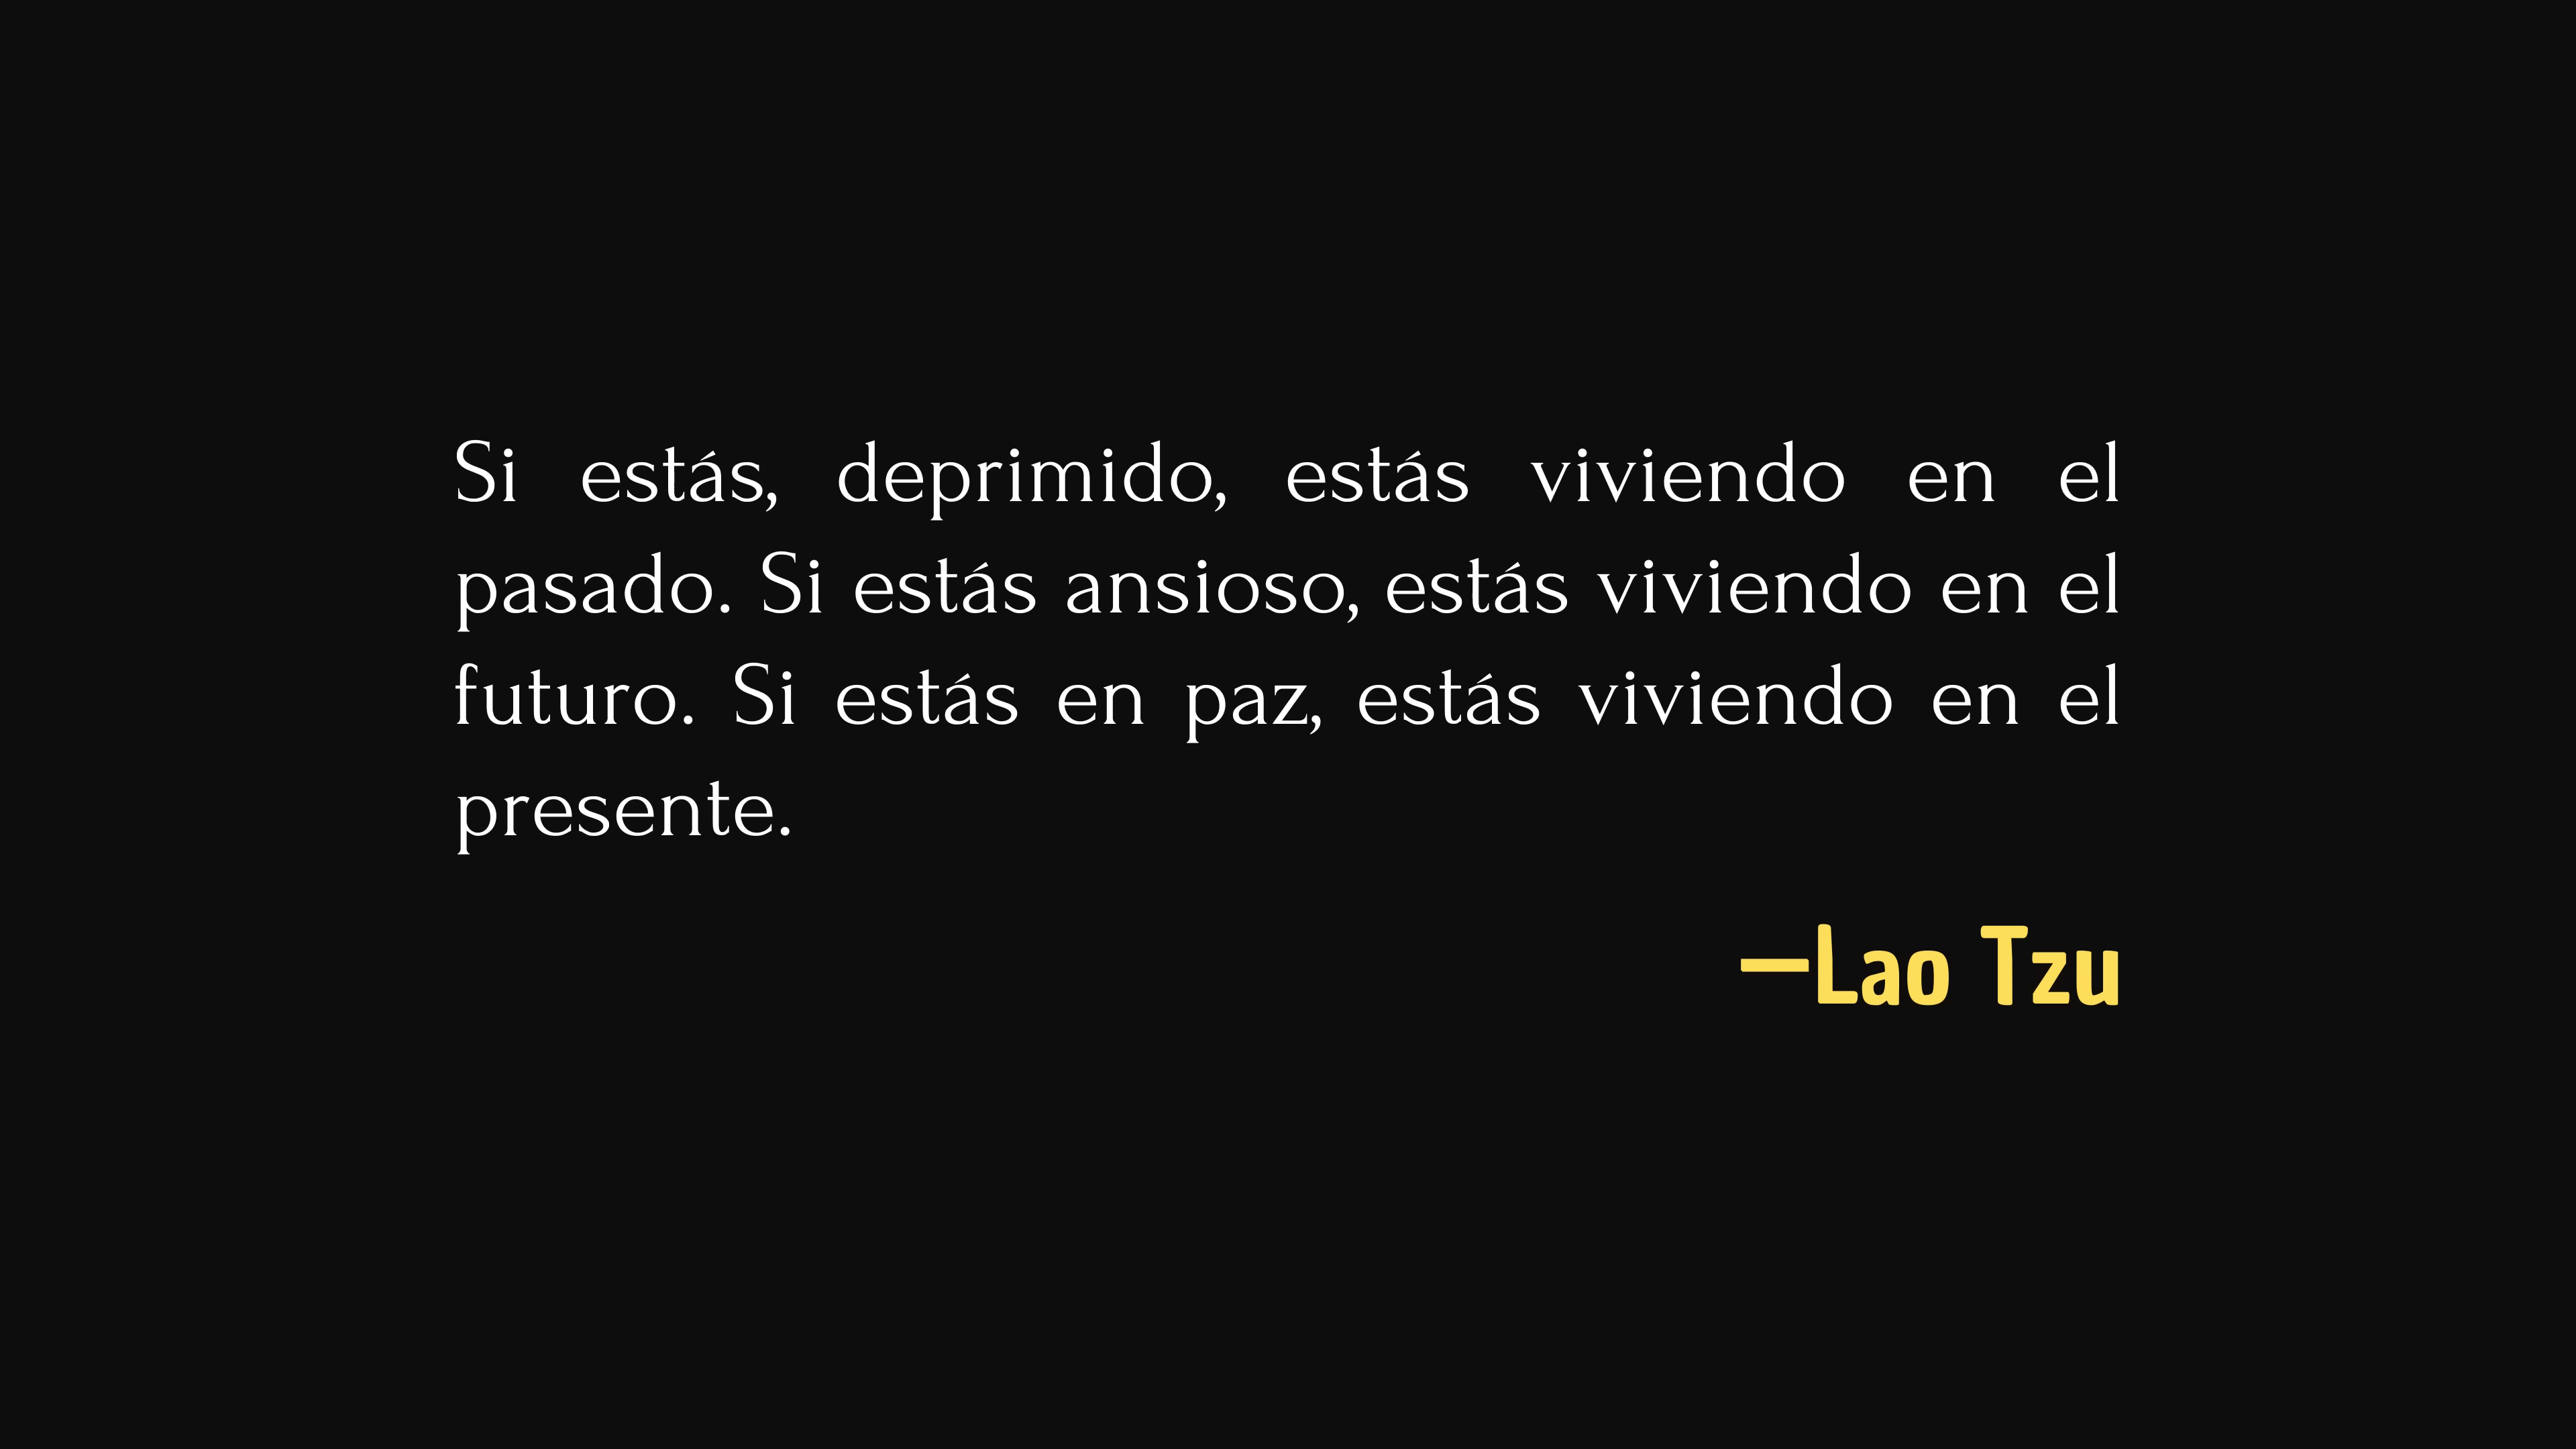 Si estás, deprimido, estás viviendo en el
pasado. Si estás ansioso, estás viviendo en el
futuro. Si estás en paz, estás viviendo en el
presente.
—Lao Tzu